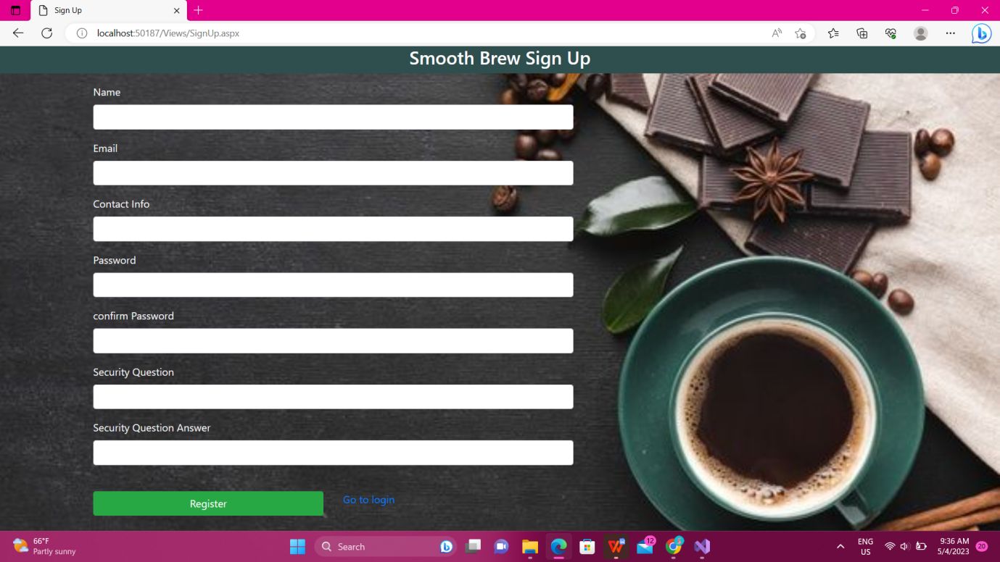 Sign Up
localhost:50187/Views/SignUp.aspx
Smooth Brew Sign Up
Name
Email
Contact Info
Password
confirm Password
Security Question
Security Question Answer
Register
Go to login
66°F
Partly sunny
Search
12
ENG
US
9:36 AM
5/4/2023
20